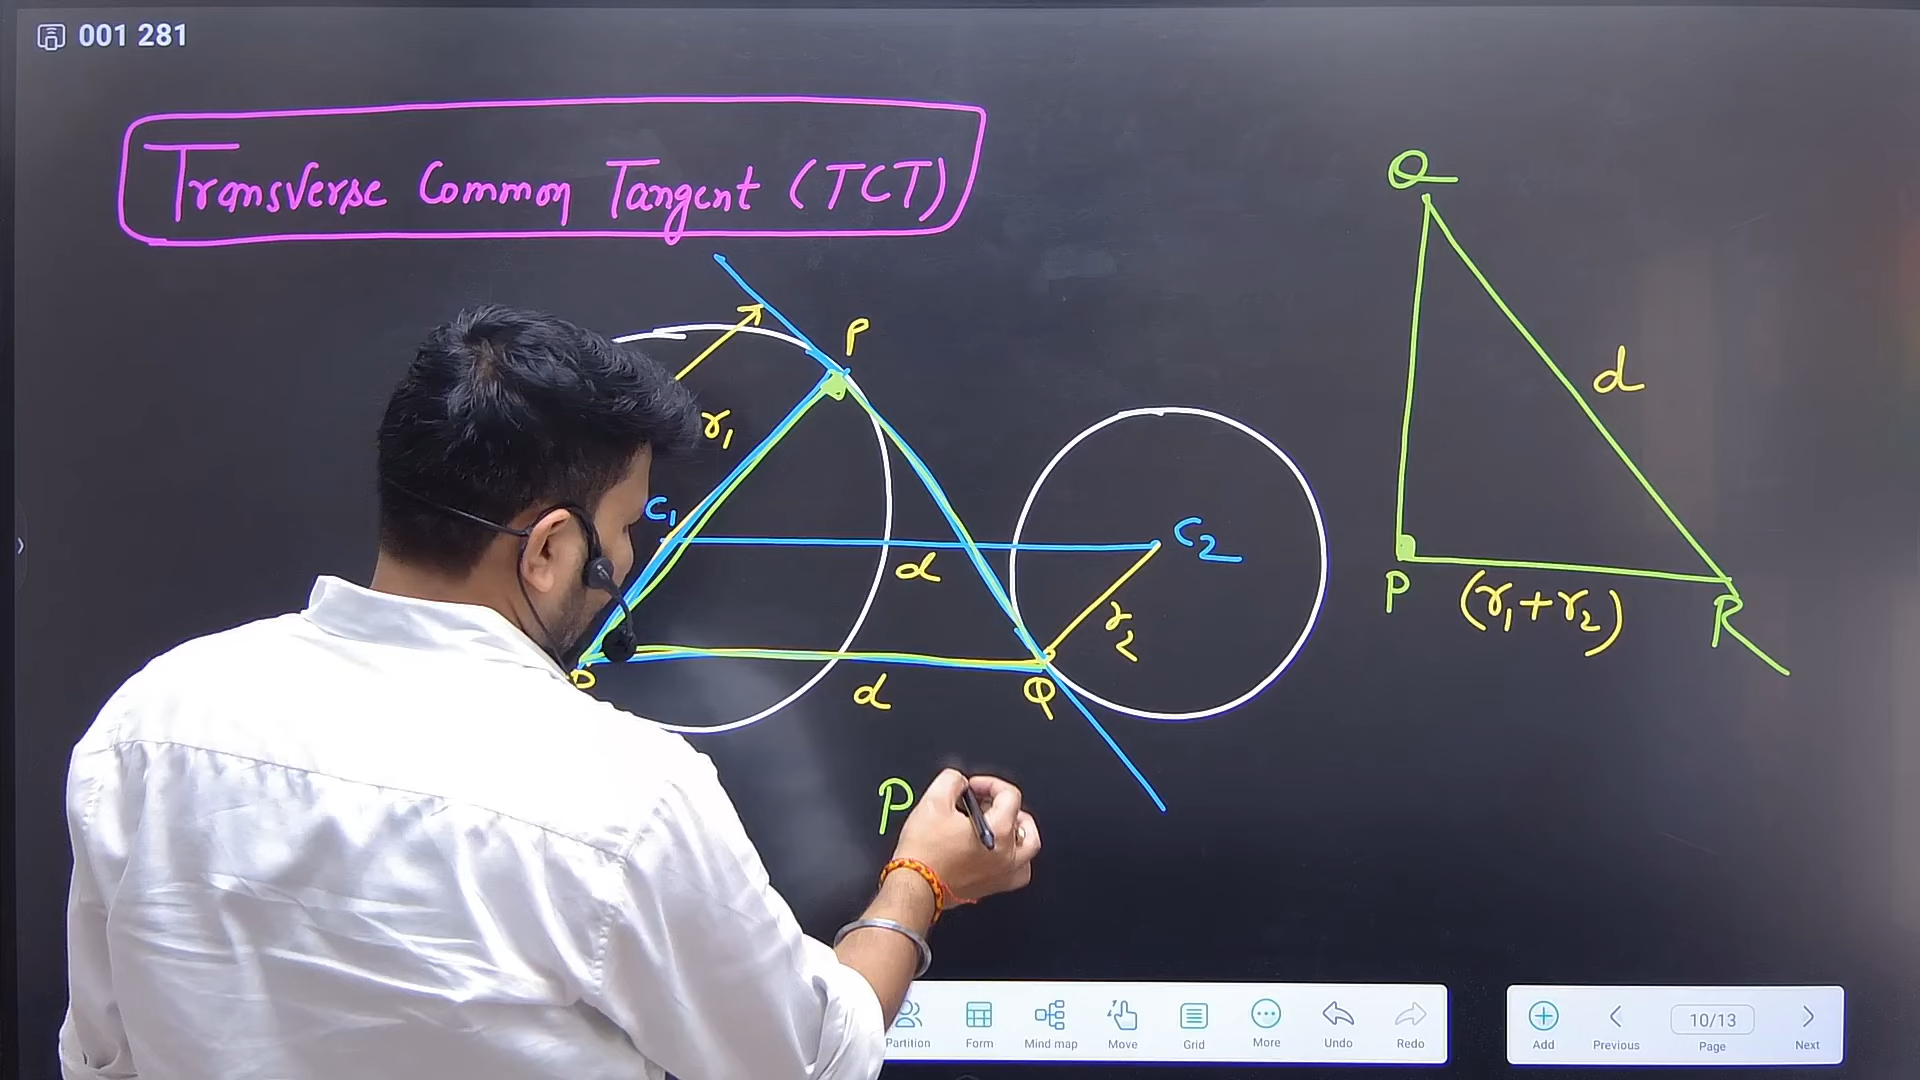 001 281
Transverse Common Tangent (TCT)
Q
P
r₁
d
C₁
C₂
d
r₂
P
(r₁+r₂)
R
d
Q
P
Partition
Form
Mind map
Move
Grid
More
Undo
Redo
Add
Previous
10/13
Page
Next